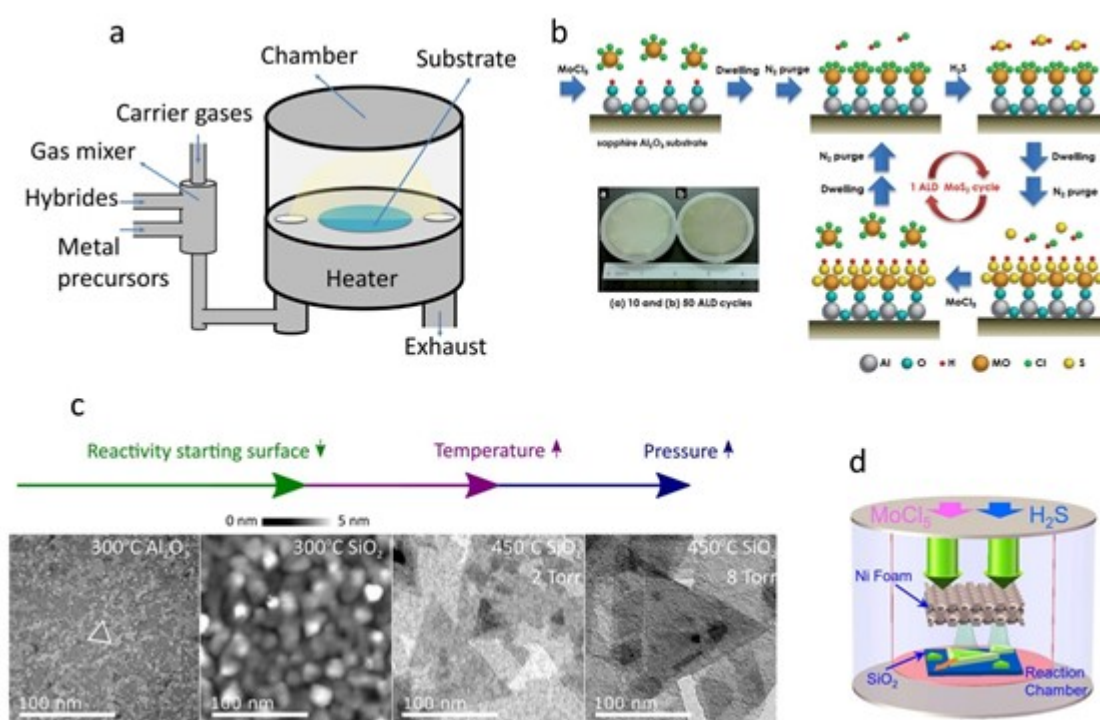 a
Chamber
Substrate
Carrier gases
Gas mixer
Hybrides
Metal
precursors
Heater
Exhaust
b
MoCl₅
Dwelling
N₂ purge
H₂S
sapphire Al₂O₃ substrate
N₂ purge
Dwelling
1 ALD MoS₂ cycle
Dwelling
N₂ purge
a
b
(a) 10 and (b) 50 ALD cycles
MoCl₅
Al
O
H
MO
Cl
S
c
Reactivity starting surface
Temperature
Pressure
0 nm
5 nm
300°C Al₂O₃
100 nm
300°C SiO₂
100 nm
450°C SiO₂
2 Torr
100 nm
450°C SiO₂
8 Torr
100 nm
d
MoCl₅
H₂S
Ni Foam
SiO₂
Reaction
Chamber